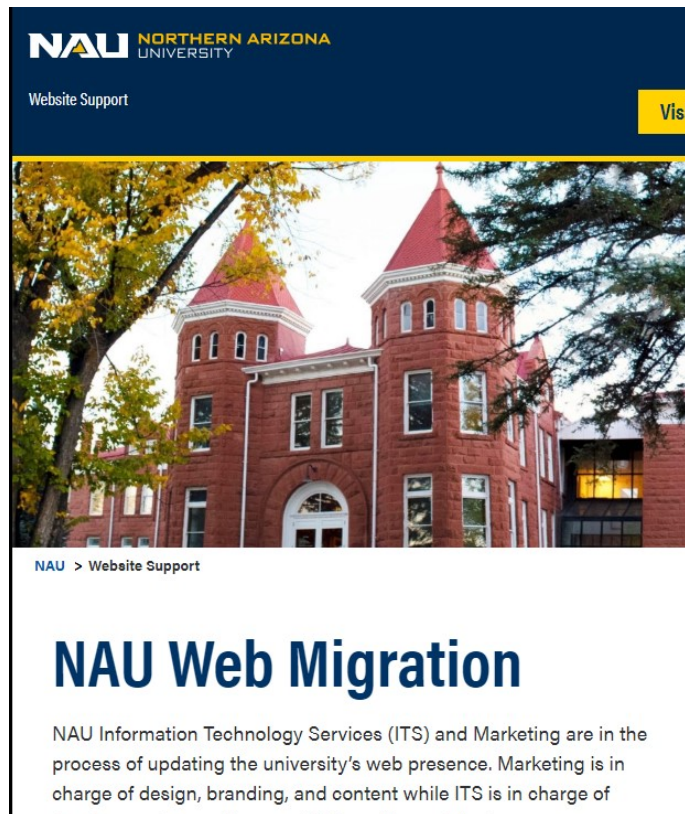 NAU NORTHERN ARIZONA
UNIVERSITY
Website Support
Vis
NAU > Website Support
NAU Web Migration
NAU Information Technology Services (ITS) and Marketing are in the
process of updating the university's web presence. Marketing is in
charge of design, branding, and content while ITS is in charge of